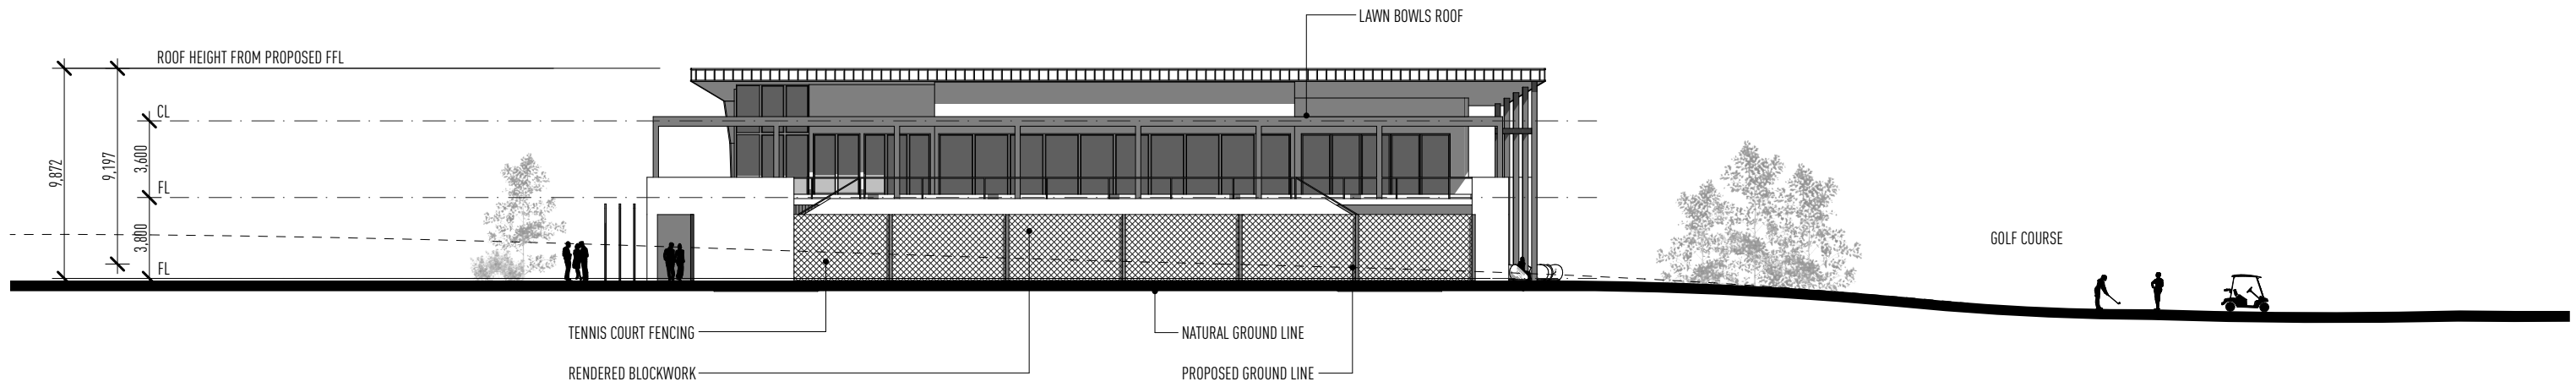 LAWN BOWLS ROOF
ROOF HEIGHT FROM PROPOSED FFL
CL
9,872
9,197
3,600
FL
3,800
GOLF COURSE
FL
TENNIS COURT FENCING
NATURAL GROUND LINE
RENDERED BLOCKWORK
PROPOSED GROUND LINE